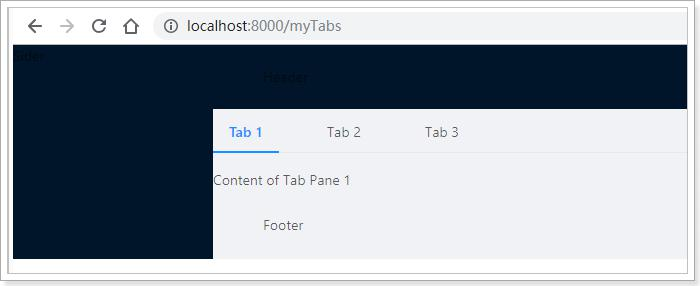 localhost:8000/myTabs
Sider
Header
Tab 1 Tab 2 Tab 3
Content of Tab Pane 1
Footer